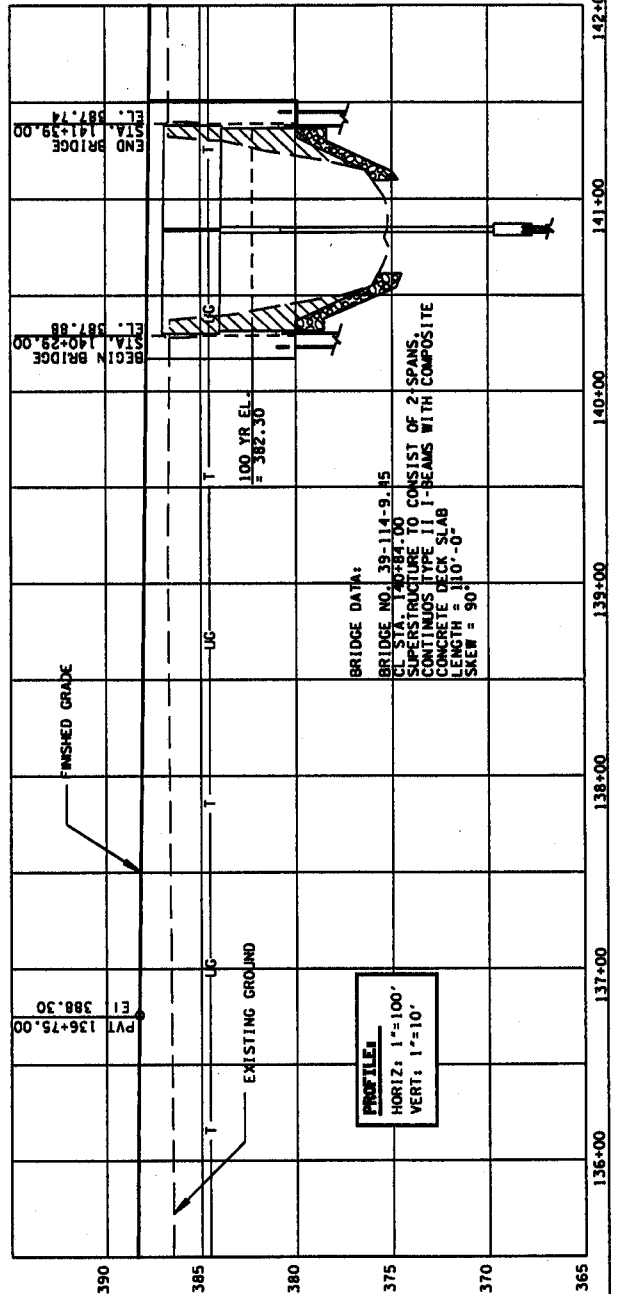 PVT 136+75.00
El 388.30
FINISHED GRADE
EXISTING GROUND
BEGIN BRIDGE
STA. 140+29.00
EL. 387.88
END BRIDGE
STA. 141+39.00
EL. 387.74
100 YR EL.
= 382.30
T
UG
T
UG
T
UG
T
BRIDGE DATA:
BRIDGE NO. 39-114-9.45
CL STA. 140+84.00
SUPERSTRUCTURE TO CONSIST OF 2-SPANS,
CONTINUOS TYPE II I-BEAMS WITH COMPOSITE
CONCRETE DECK SLAB
LENGTH = 110'-0"
SKEW = 90°
PROFILE:
HORIZ: 1"=100'
VERT: 1"=10'
390
385
380
375
370
365
136+00
137+00
138+00
139+00
140+00
141+00